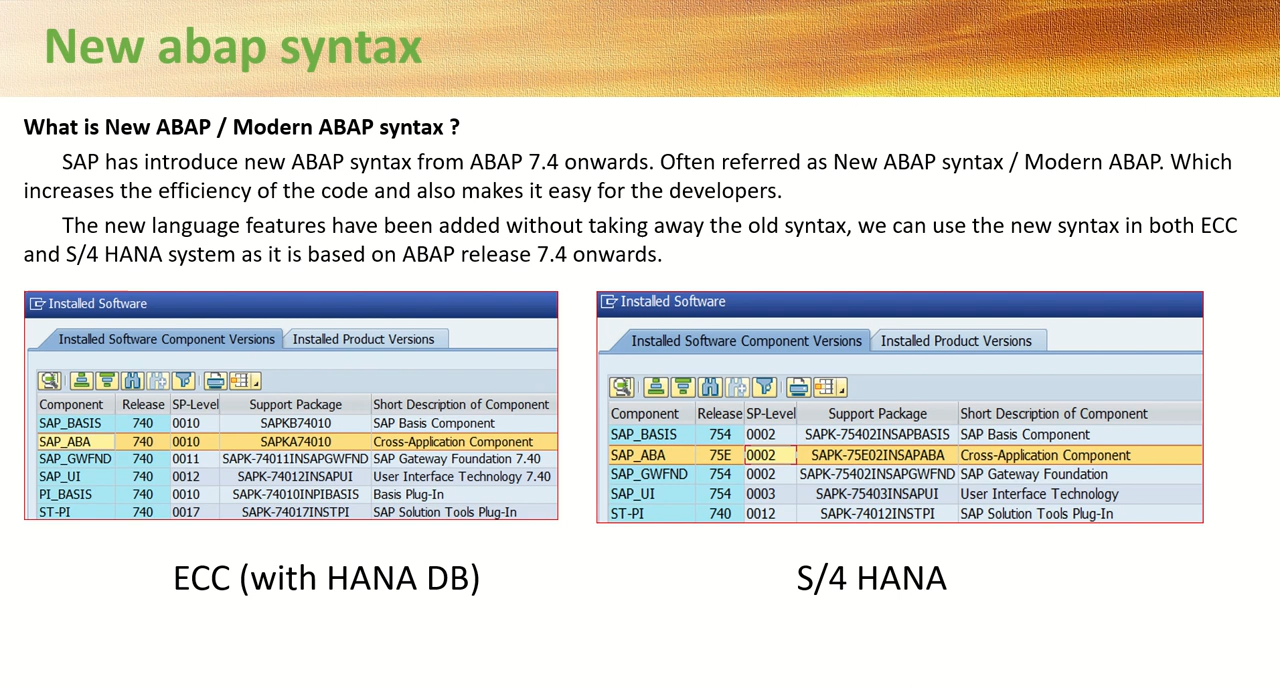 New abap syntax
What is New ABAP / Modern ABAP syntax ?
SAP has introduce new ABAP syntax from ABAP 7.4 onwards. Often referred as New ABAP syntax / Modern ABAP. Which
increases the efficiency of the code and also makes it easy for the developers.
The new language features have been added without taking away the old syntax, we can use the new syntax in both ECC
and S/4 HANA system as it is based on ABAP release 7.4 onwards.
Installed Software
Installed Software Component Versions Installed Product Versions
Component Release SP-Level Support Package Short Description of Component
SAP_BASIS 740 0010 SAPKB74010 SAP Basis Component
SAP_ABA 740 0010 SAPKA74010 Cross-Application Component
SAP_GWFND 740 0011 SAPK-74011INSAPGWFND SAP Gateway Foundation 7.40
SAP_UI 740 0012 SAPK-74012INSAPUI User Interface Technology 7.40
PI_BASIS 740 0010 SAPK-74010INPIBASIS Basis Plug-In
ST-PI 740 0017 SAPK-74017INSTPI SAP Solution Tools Plug-In
ECC (with HANA DB)
Installed Software
Installed Software Component Versions Installed Product Versions
Component Release SP-Level Support Package Short Description of Component
SAP_BASIS 754 0002 SAPK-75402INSAPBASIS SAP Basis Component
SAP_ABA 75E 0002 SAPK-75E02INSAPABA Cross-Application Component
SAP_GWFND 754 0002 SAPK-75402INSAPGWFND SAP Gateway Foundation
SAP_UI 754 0003 SAPK-75403INSAPUI User Interface Technology
ST-PI 740 0012 SAPK-74012INSTPI SAP Solution Tools Plug-In
S/4 HANA